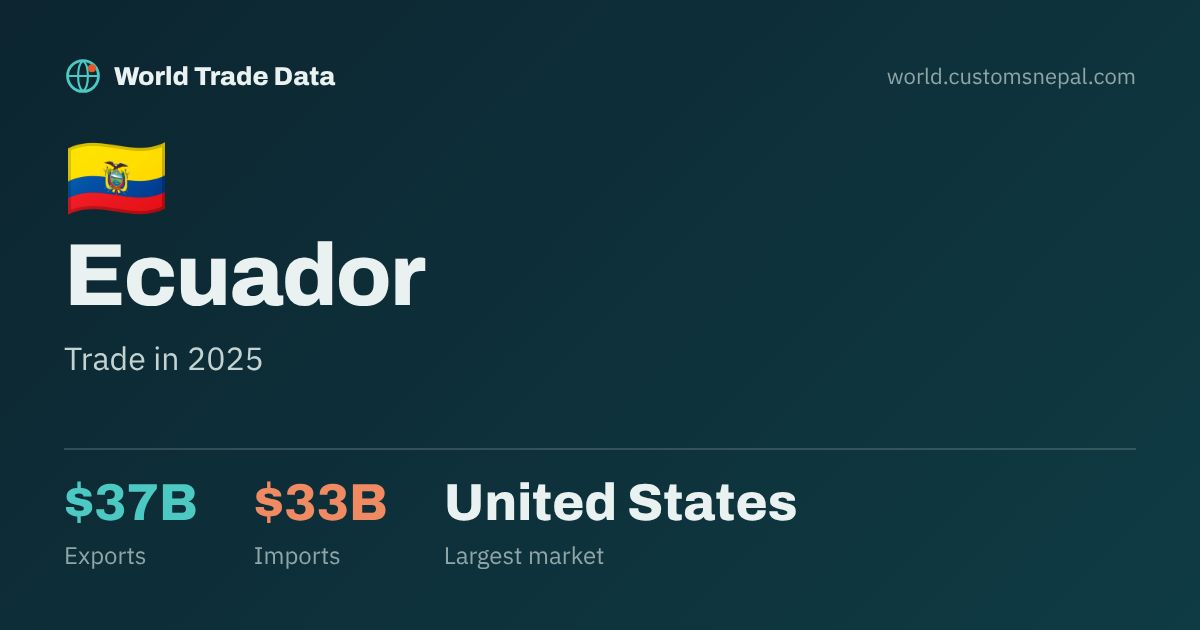 World Trade Data
world.customsnepal.com
Ecuador
Trade in 2025
$37B $33B United States
Exports Imports Largest market